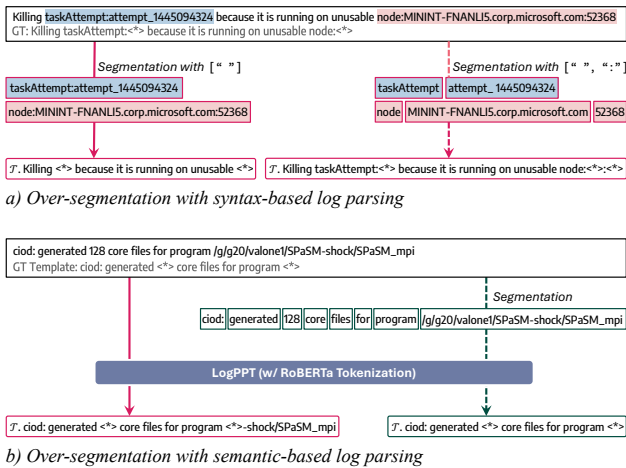 Killing taskAttempt:attempt_1445094324 because it is running on unusable node:MININT-FNANLI5.corp.microsoft.com:52368
GT: Killing taskAttempt:<*> because it is running on unusable node:<*>
Segmentation with [“ ”]
Segmentation with [“ ”, “:”]
taskAttempt:attempt_1445094324
taskAttempt attempt_ 1445094324
node:MININT-FNANLI5.corp.microsoft.com:52368
node MININT-FNANLI5.corp.microsoft.com 52368
𝒯. Killing <*> because it is running on unusable <*>
𝒯. Killing taskAttempt:<*> because it is running on unusable node:<*>:<*>
a) Over-segmentation with syntax-based log parsing
ciod: generated 128 core files for program /g/g20/valone1/SPaSM-shock/SPaSM_mpi
GT Template: ciod: generated <*> core files for program <*>
Segmentation
ciod: generated 128 core files for program /g/g20/valone1/SPaSM-shock/SPaSM_mpi
LogPPT (w/ RoBERTa Tokenization)
𝒯. ciod: generated <*> core files for program <*>-shock/SPaSM_mpi
𝒯. ciod: generated <*> core files for program <*>
b) Over-segmentation with semantic-based log parsing